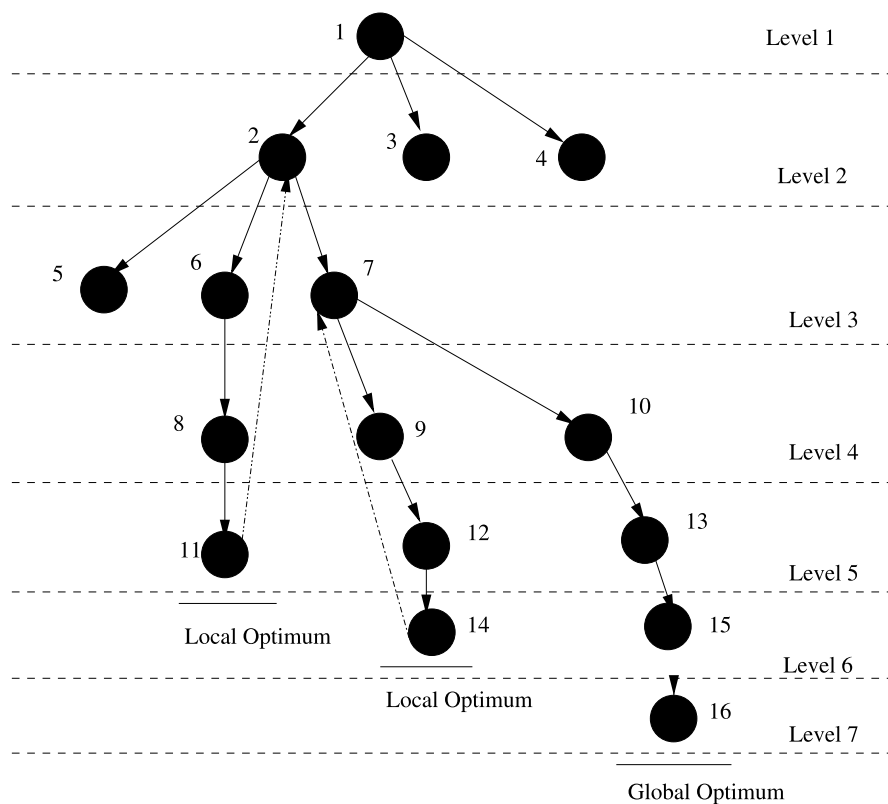 1
Level 1
2
3
4
Level 2
5
6
7
Level 3
8
9
10
Level 4
11
12
13
Level 5
Local Optimum
14
15
Level 6
Local Optimum
16
Level 7
Global Optimum